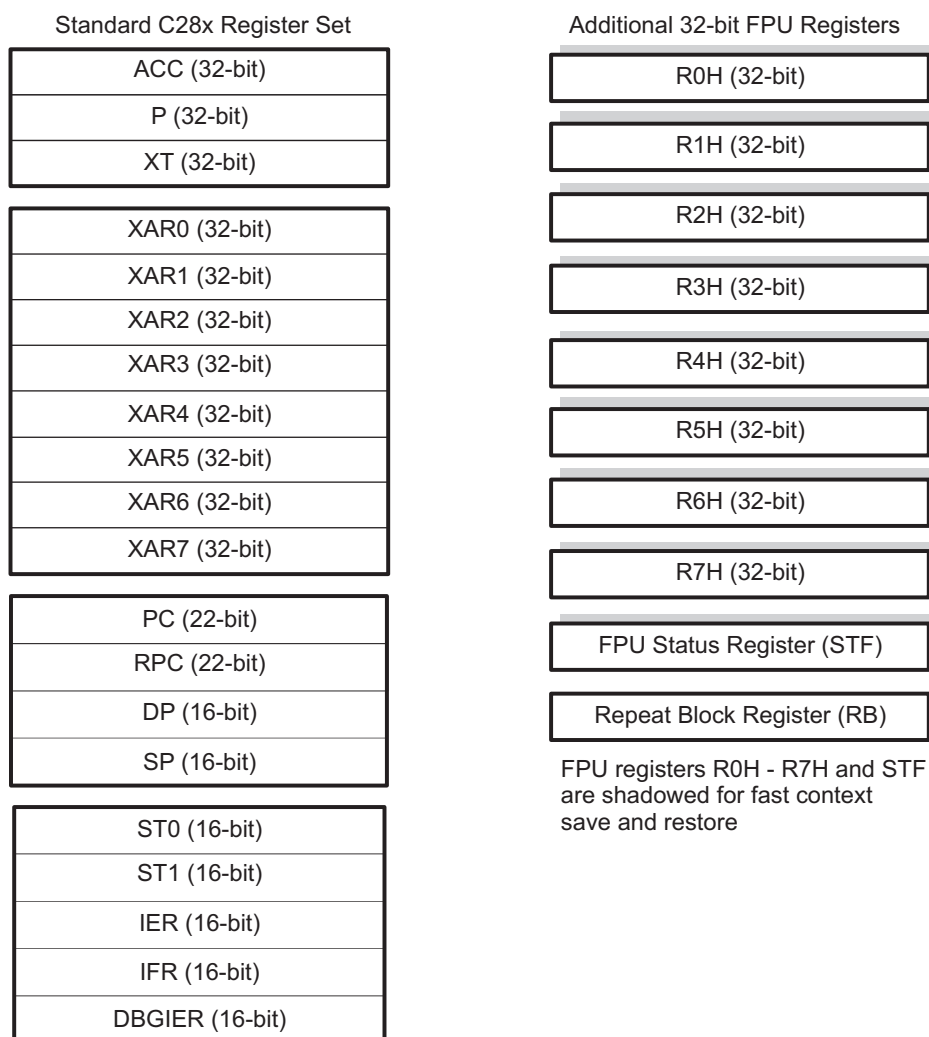 Standard C28x Register Set
ACC (32-bit)
P (32-bit)
XT (32-bit)
XAR0 (32-bit)
XAR1 (32-bit)
XAR2 (32-bit)
XAR3 (32-bit)
XAR4 (32-bit)
XAR5 (32-bit)
XAR6 (32-bit)
XAR7 (32-bit)
PC (22-bit)
RPC (22-bit)
DP (16-bit)
SP (16-bit)
ST0 (16-bit)
ST1 (16-bit)
IER (16-bit)
IFR (16-bit)
DBGIER (16-bit)
Additional 32-bit FPU Registers
R0H (32-bit)
R1H (32-bit)
R2H (32-bit)
R3H (32-bit)
R4H (32-bit)
R5H (32-bit)
R6H (32-bit)
R7H (32-bit)
FPU Status Register (STF)
Repeat Block Register (RB)
FPU registers R0H - R7H and STF
are shadowed for fast context
save and restore